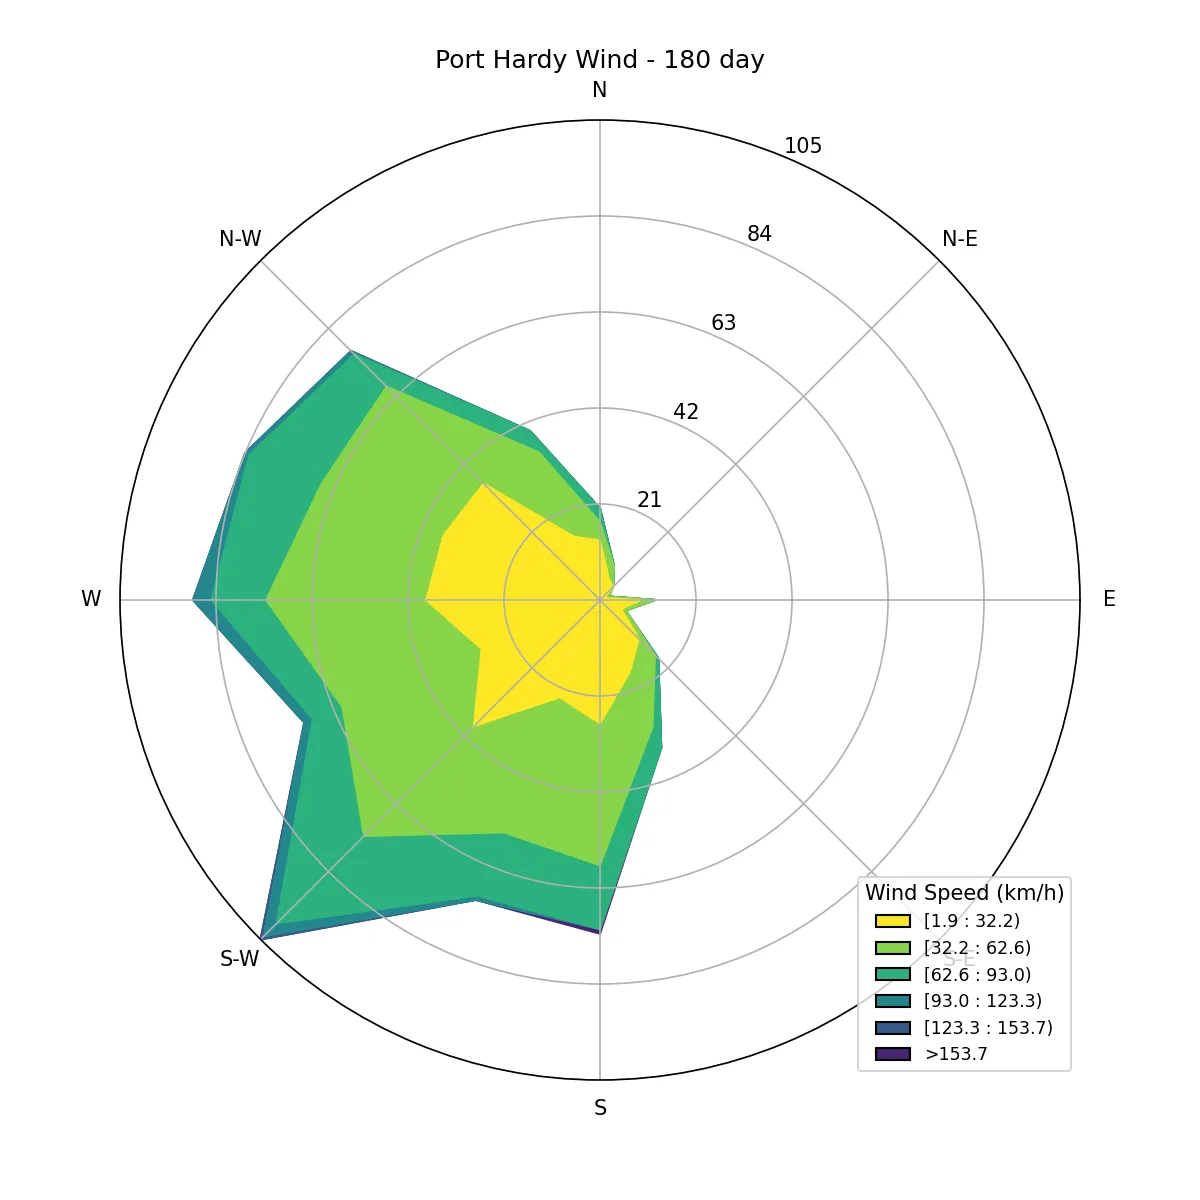 Port Hardy Wind - 180 day
N
105
N-W
84
N-E
63
42
21
W
E
Wind Speed (km/h)
[1.9 : 32.2)
[32.2 : 62.6)
S-W
S-E
[62.6 : 93.0)
[93.0 : 123.3)
[123.3 : 153.7)
>153.7
S